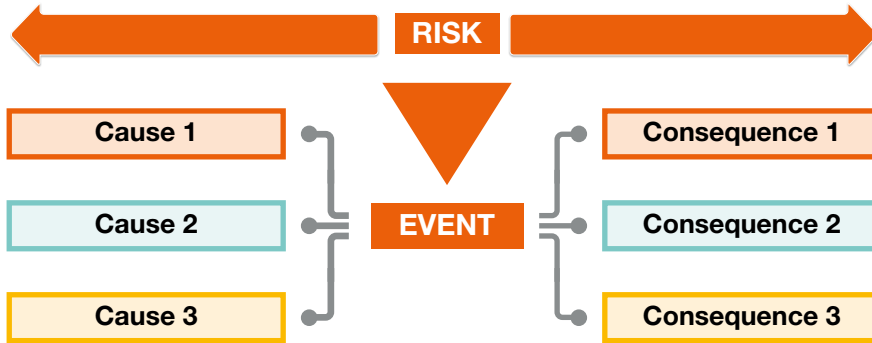 RISK
Cause 1
Consequence 1
Cause 2
EVENT
Consequence 2
Cause 3
Consequence 3